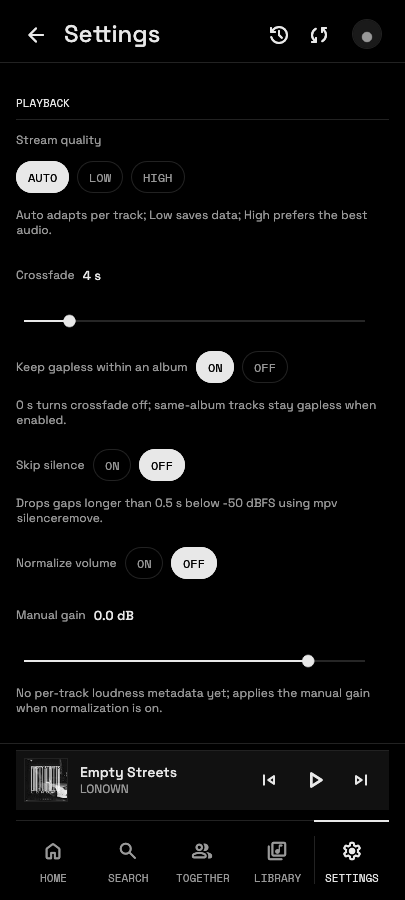 Settings
PLAYBACK
Stream quality
AUTO LOW HIGH
Auto adapts per track; Low saves data; High prefers the best
audio.
Crossfade 4 s
Keep gapless within an album ON OFF
0 s turns crossfade off; same-album tracks stay gapless when
enabled.
Skip silence ON OFF
Drops gaps longer than 0.5 s below -50 dBFS using mpv
silenceremove.
Normalize volume ON OFF
Manual gain 0.0 dB
No per-track loudness metadata yet; applies the manual gain
when normalization is on.
Empty Streets
LONOWN
HOME SEARCH TOGETHER LIBRARY SETTINGS